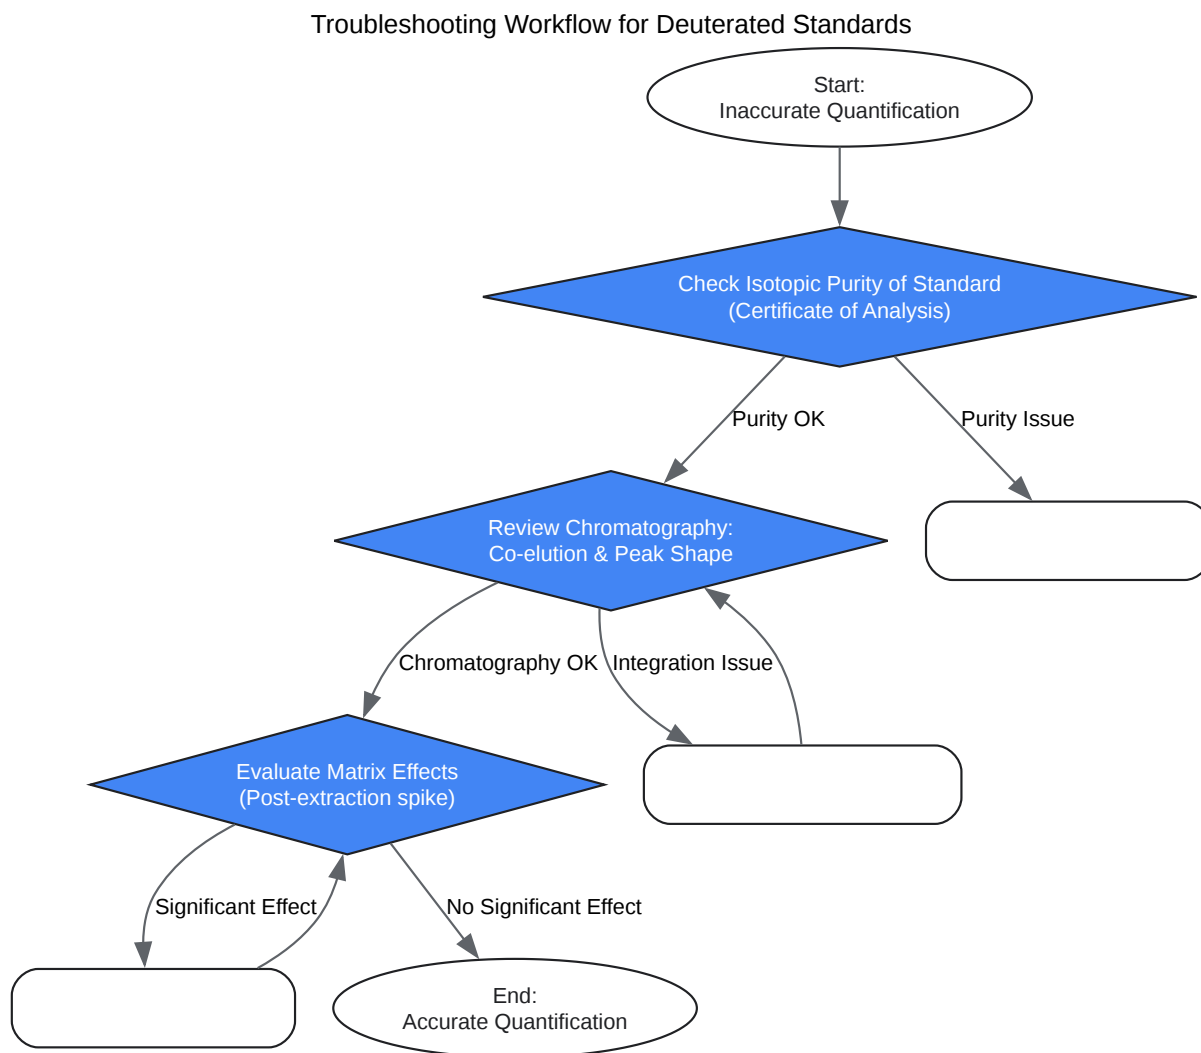 Troubleshooting Workflow for Deuterated Standards
Start:
Inaccurate Quantification
Check Isotopic Purity of Standard
(Certificate of Analysis)
Purity OK
Purity Issue
Review Chromatography:
Co-elution & Peak Shape
Chromatography OK
Integration Issue
Evaluate Matrix Effects
(Post-extraction spike)
Significant Effect
No Significant Effect
End:
Accurate Quantification